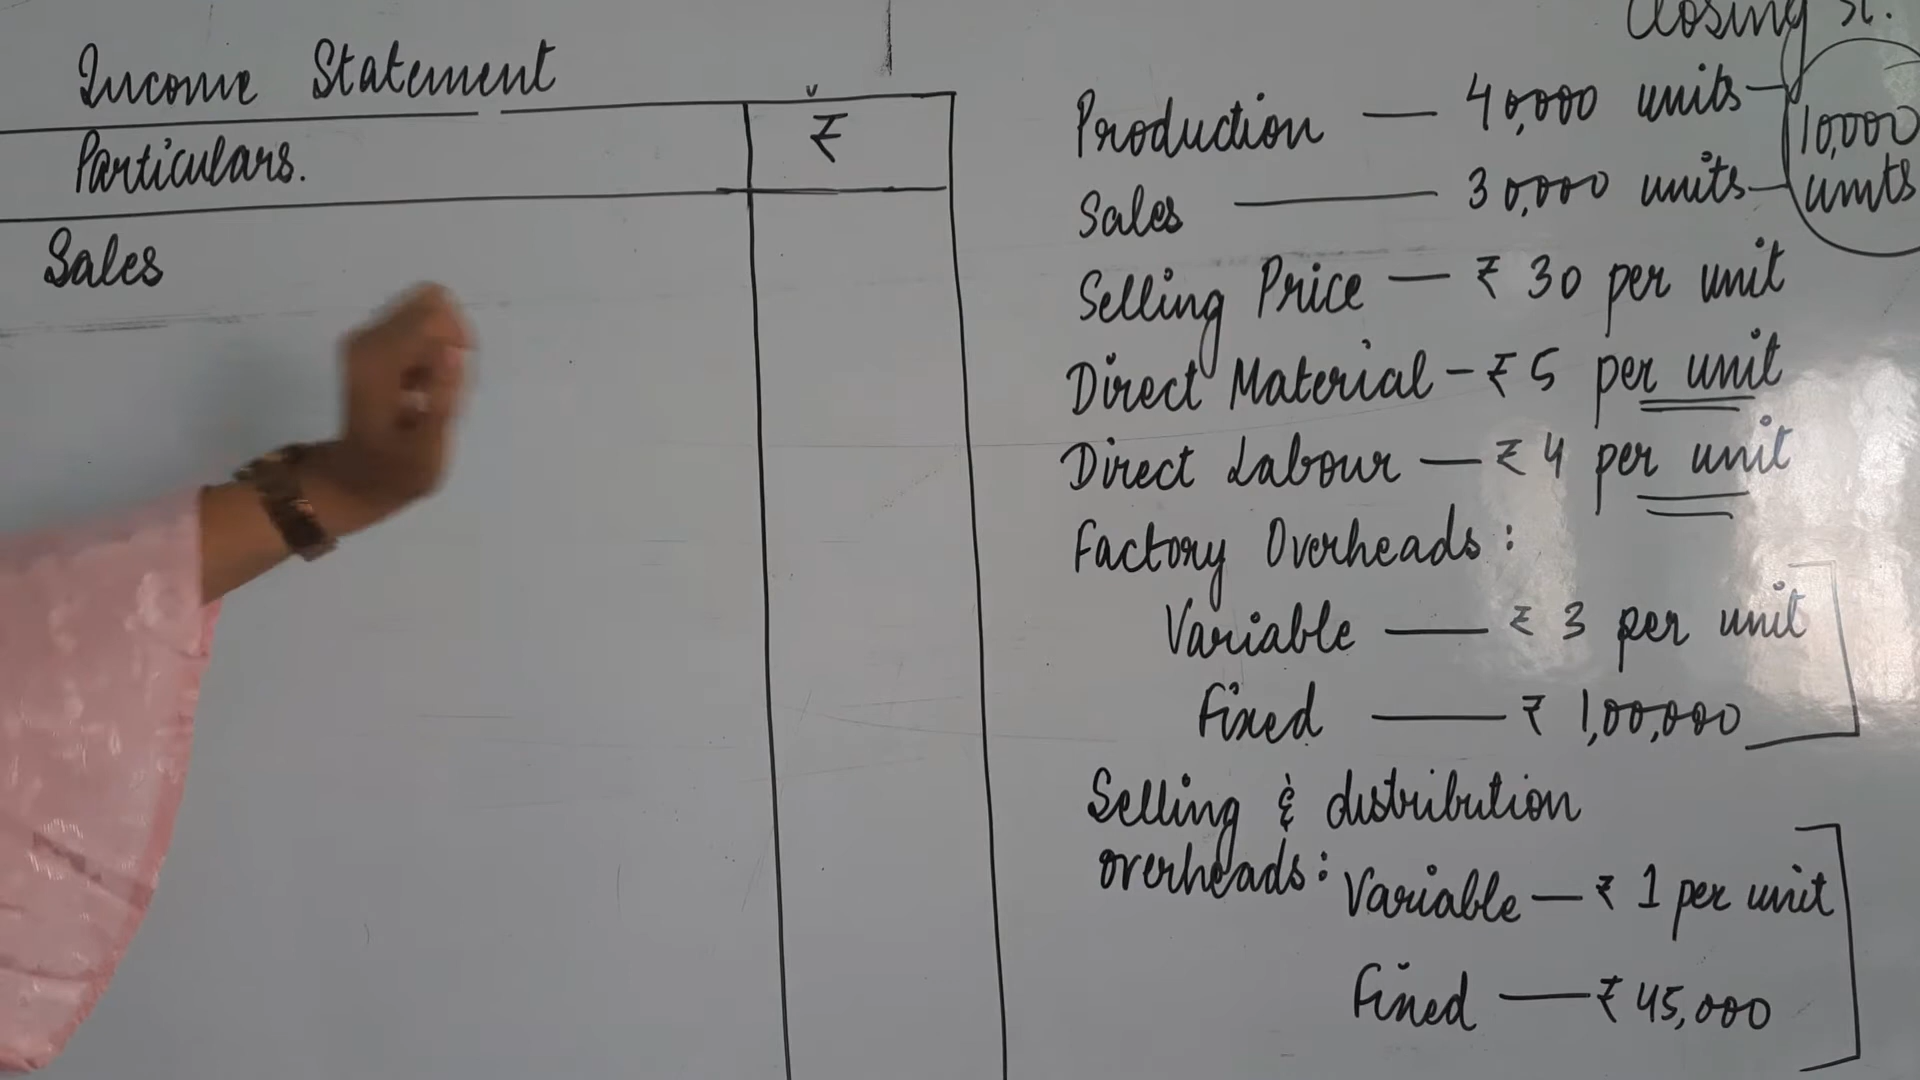 Income Statement
Particulars.
₹
Sales
Closing St.
Production — 40,000 units
10,000
units
Sales — 30,000 units
Selling Price — ₹ 30 per unit
Direct Material - ₹ 5 per unit
Direct Labour — ₹ 4 per unit
Factory Overheads :
Variable — ₹ 3 per unit
Fixed — ₹ 1,00,000
Selling & distribution
overheads: Variable — ₹ 1 per unit
Fixed — ₹ 45,000